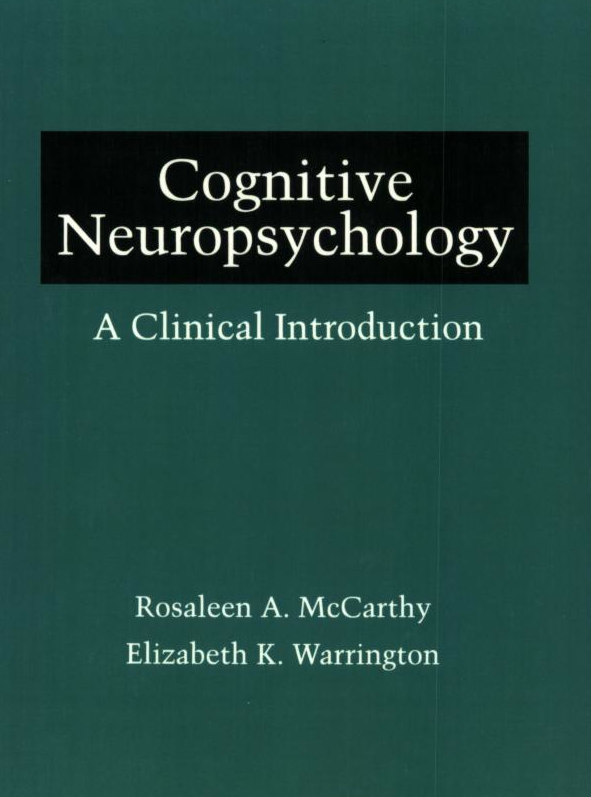 Cognitive
Neuropsychology
A Clinical Introduction
Rosaleen A. McCarthy
Elizabeth K. Warrington